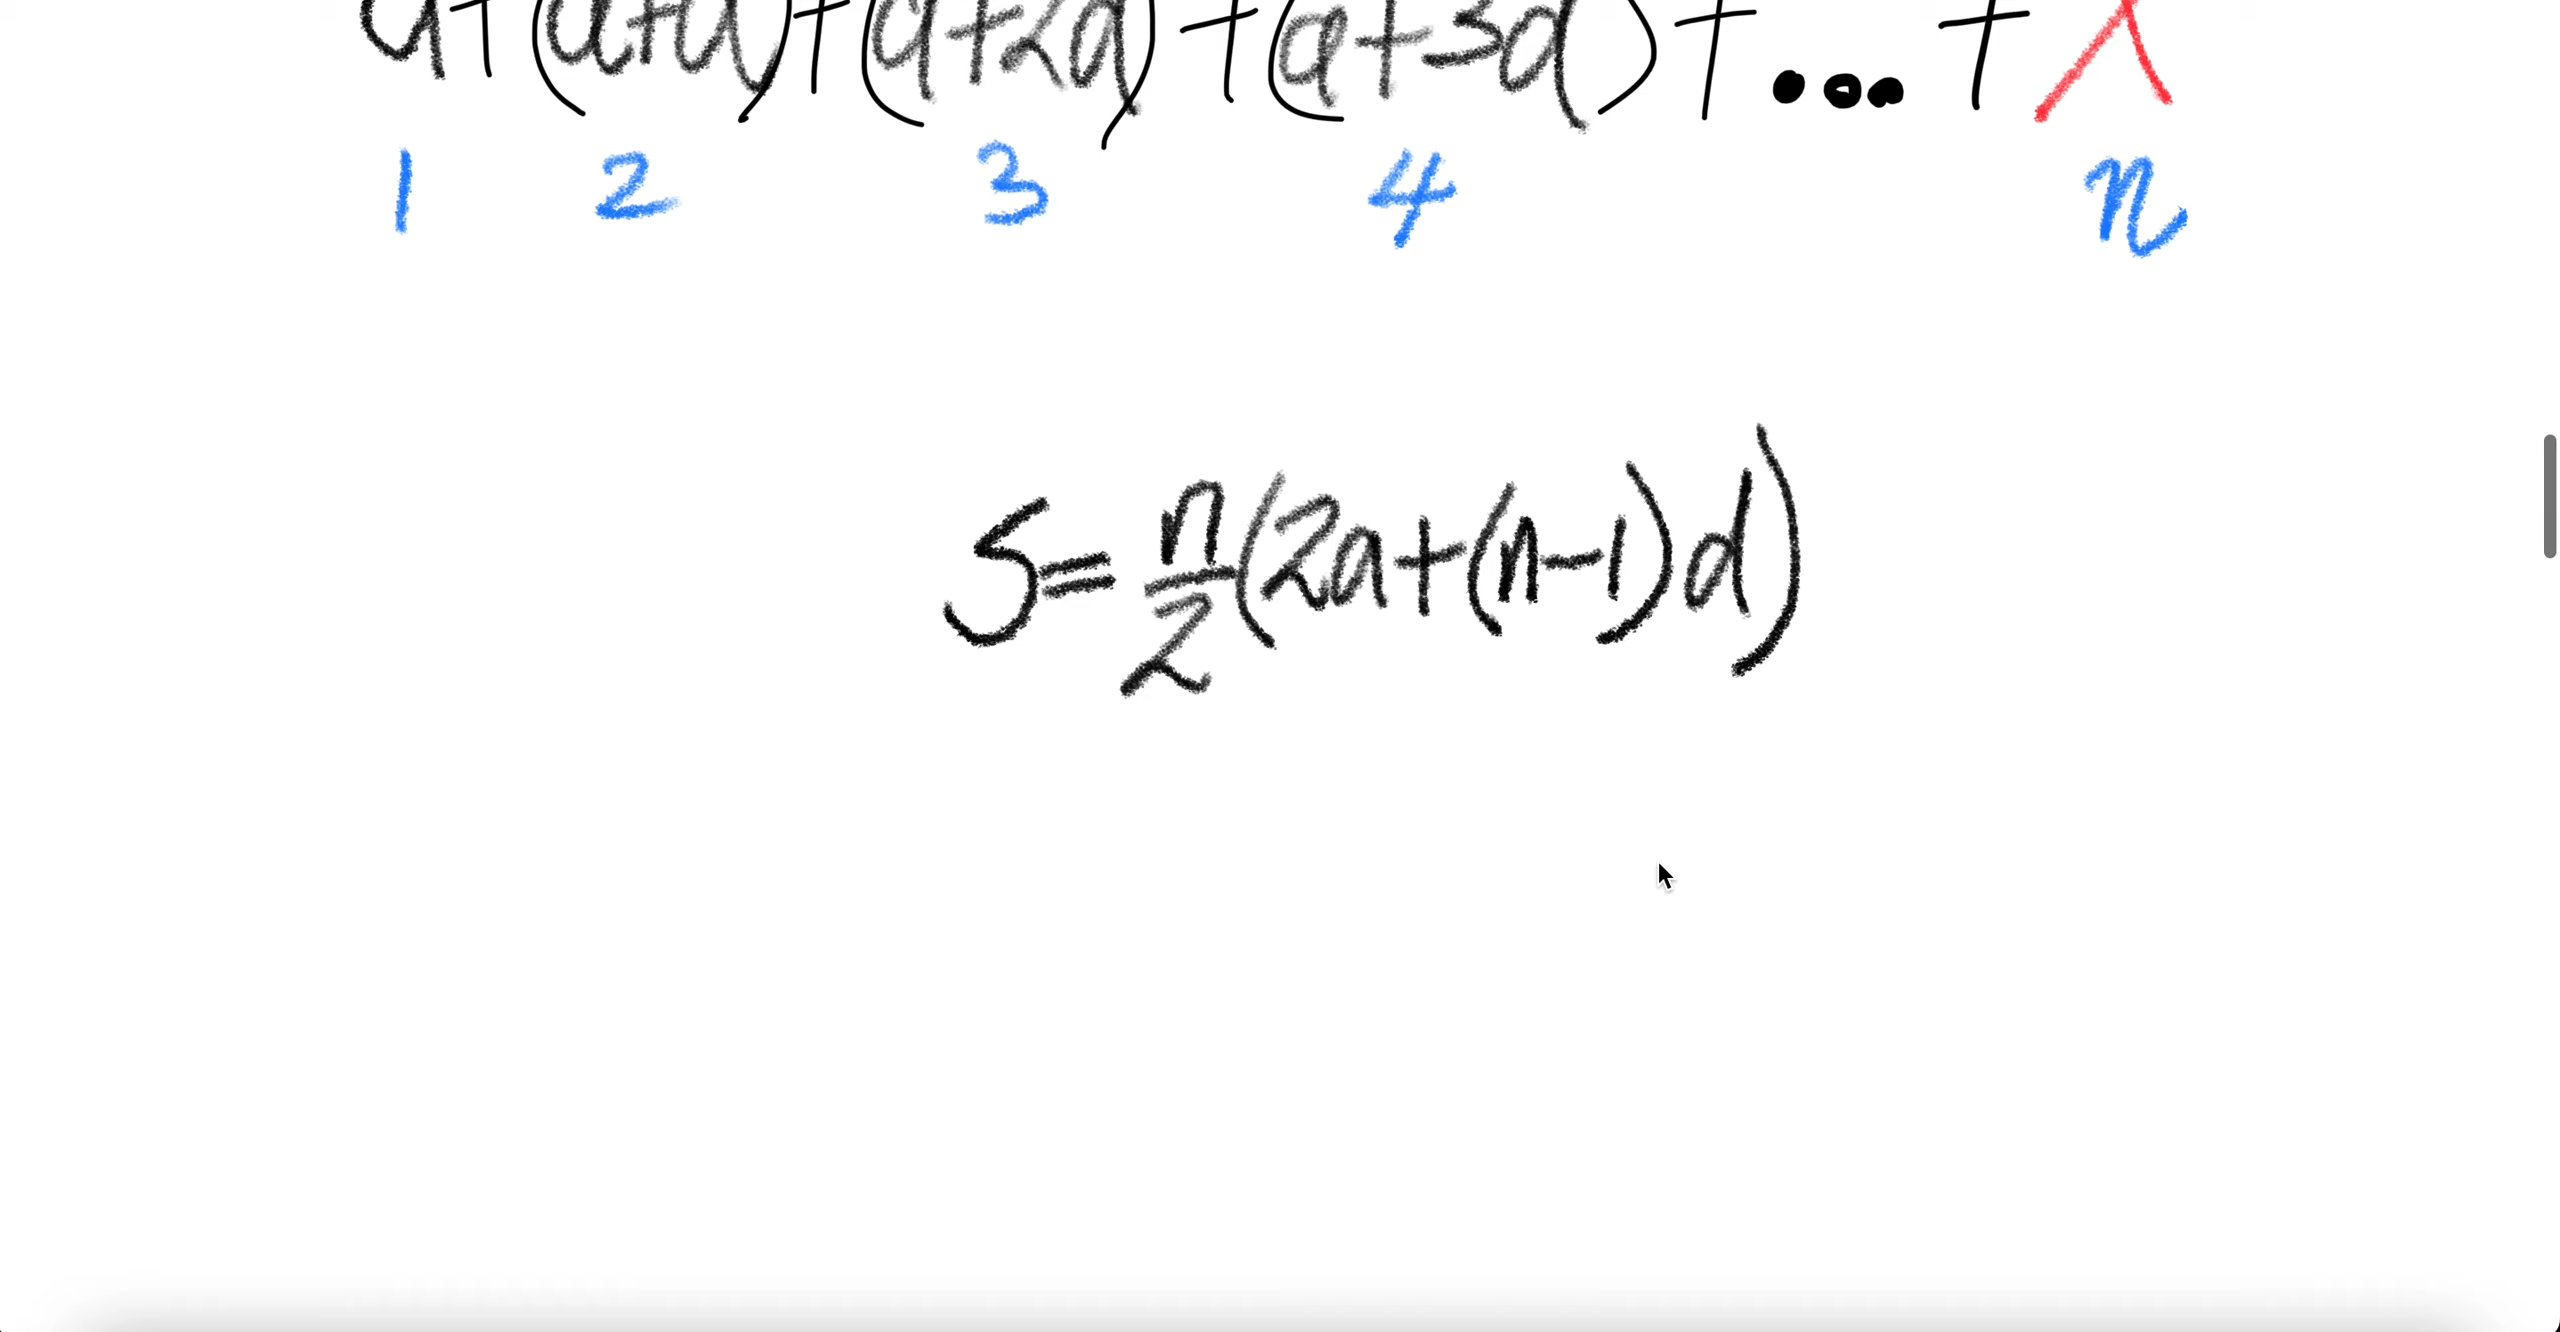 a+(a+d)+(a+2d)+(a+3d)+...+λ
1 2 3 4 n
S=n/2(2a+(n-1)d)